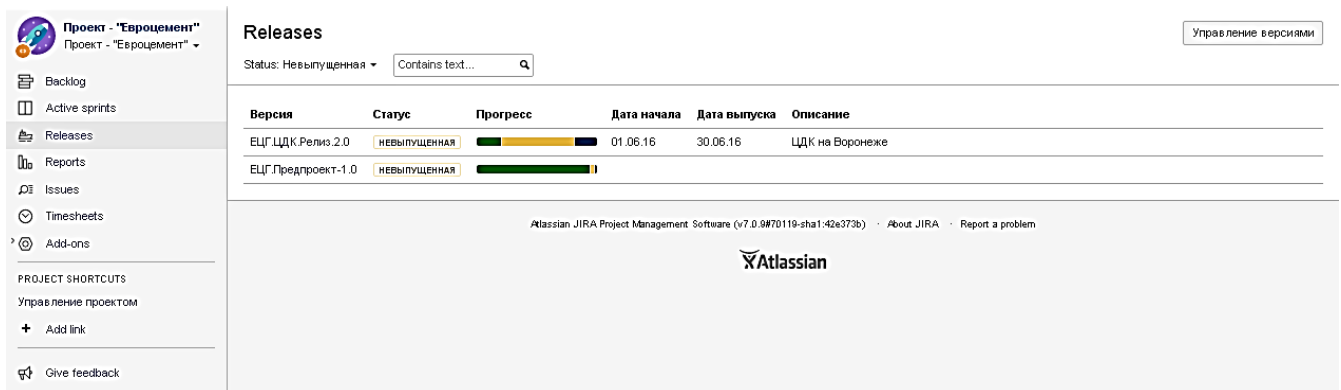 Проект - "Евроцемент"
Проект - "Евроцемент"
Backlog
Active sprints
Releases
Reports
Issues
Timesheets
Add-ons
PROJECT SHORTCUTS
Управление проектом
+ Add link
Give feedback
Releases
Управление версиями
Status: Невыпущенная
Contains text...
Версия Статус Прогресс Дата начала Дата выпуска Описание
ЕЦГ.ЦДК.Релиз.2.0 НЕВЫПУЩЕННАЯ 01.06.16 30.06.16 ЦДК на Воронеже
ЕЦГ.Предпроект-1.0 НЕВЫПУЩЕННАЯ
Atlassian JIRA Project Management Software (v7.0.9#70119-sha1:42e373b) · About JIRA · Report a problem
Atlassian